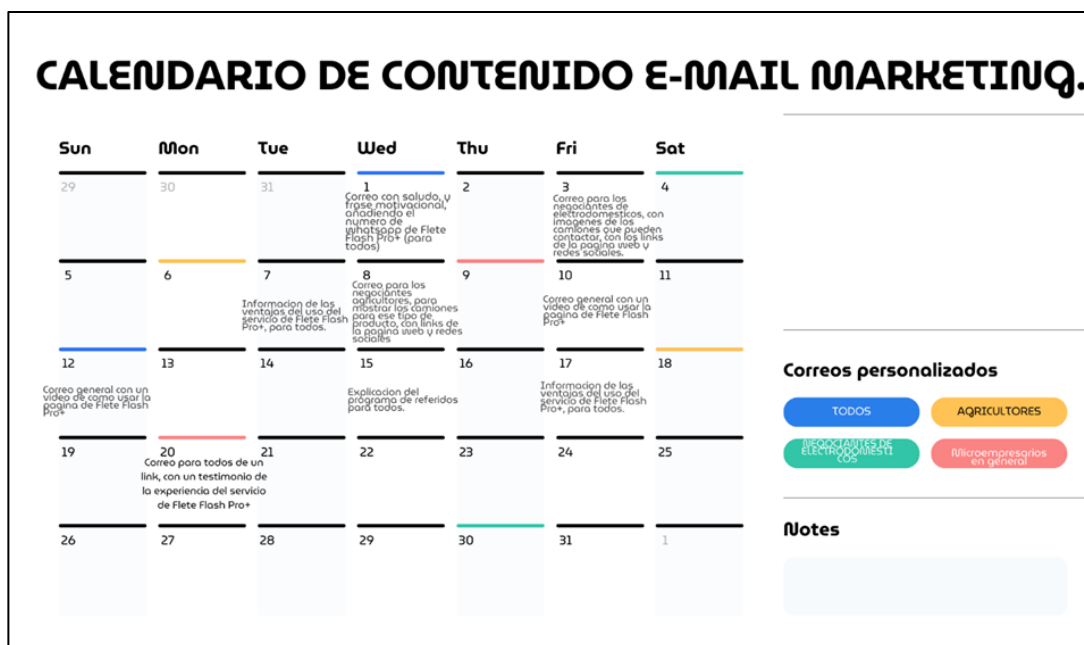 CALENDARIO DE CONTENIDO E-MAIL MARKETING.
Sun Mon Tue Wed Thu Fri Sat
29 30 31 1 2 3 4
Correo con saludo, y
frase motivacional,
añadiendo el
numero de
whatsapp de Flete
Flash Pro+ (para
todos)
Correo para los
negociantes de
electrodomesticos, con
imagenes de los
camiones que pueden
contactar, con los links
de la pagina web y
redes sociales.
5 6 7 8 9 10 11
Informacion de las
ventajas del uso del
servicio de Flete Flash
Pro+, para todos.
Correo para los
negociantes
agricultores, para
mostrar los camiones
para ese tipo de
producto, con links de
la pagina web y redes
sociales
Correo general con un
video de como usar la
pagina de Flete Flash
Pro+
12 13 14 15 16 17 18
Correo general con un
video de como usar la
pagina de Flete Flash
Pro+
Explicacion del
programa de referidos
para todos.
Informacion de las
ventajas del uso del
servicio de Flete Flash
Pro+, para todos.
19 20 21 22 23 24 25
Correo para todos de un
link, con un testimonio de
la experiencia del servicio
de Flete Flash Pro+
26 27 28 29 30 31 1
Correos personalizados
TODOS
AGRICULTORES
NEGOCIANTES DE
ELECTRODOMESTI
COS
Microempresarios
en general
Notes